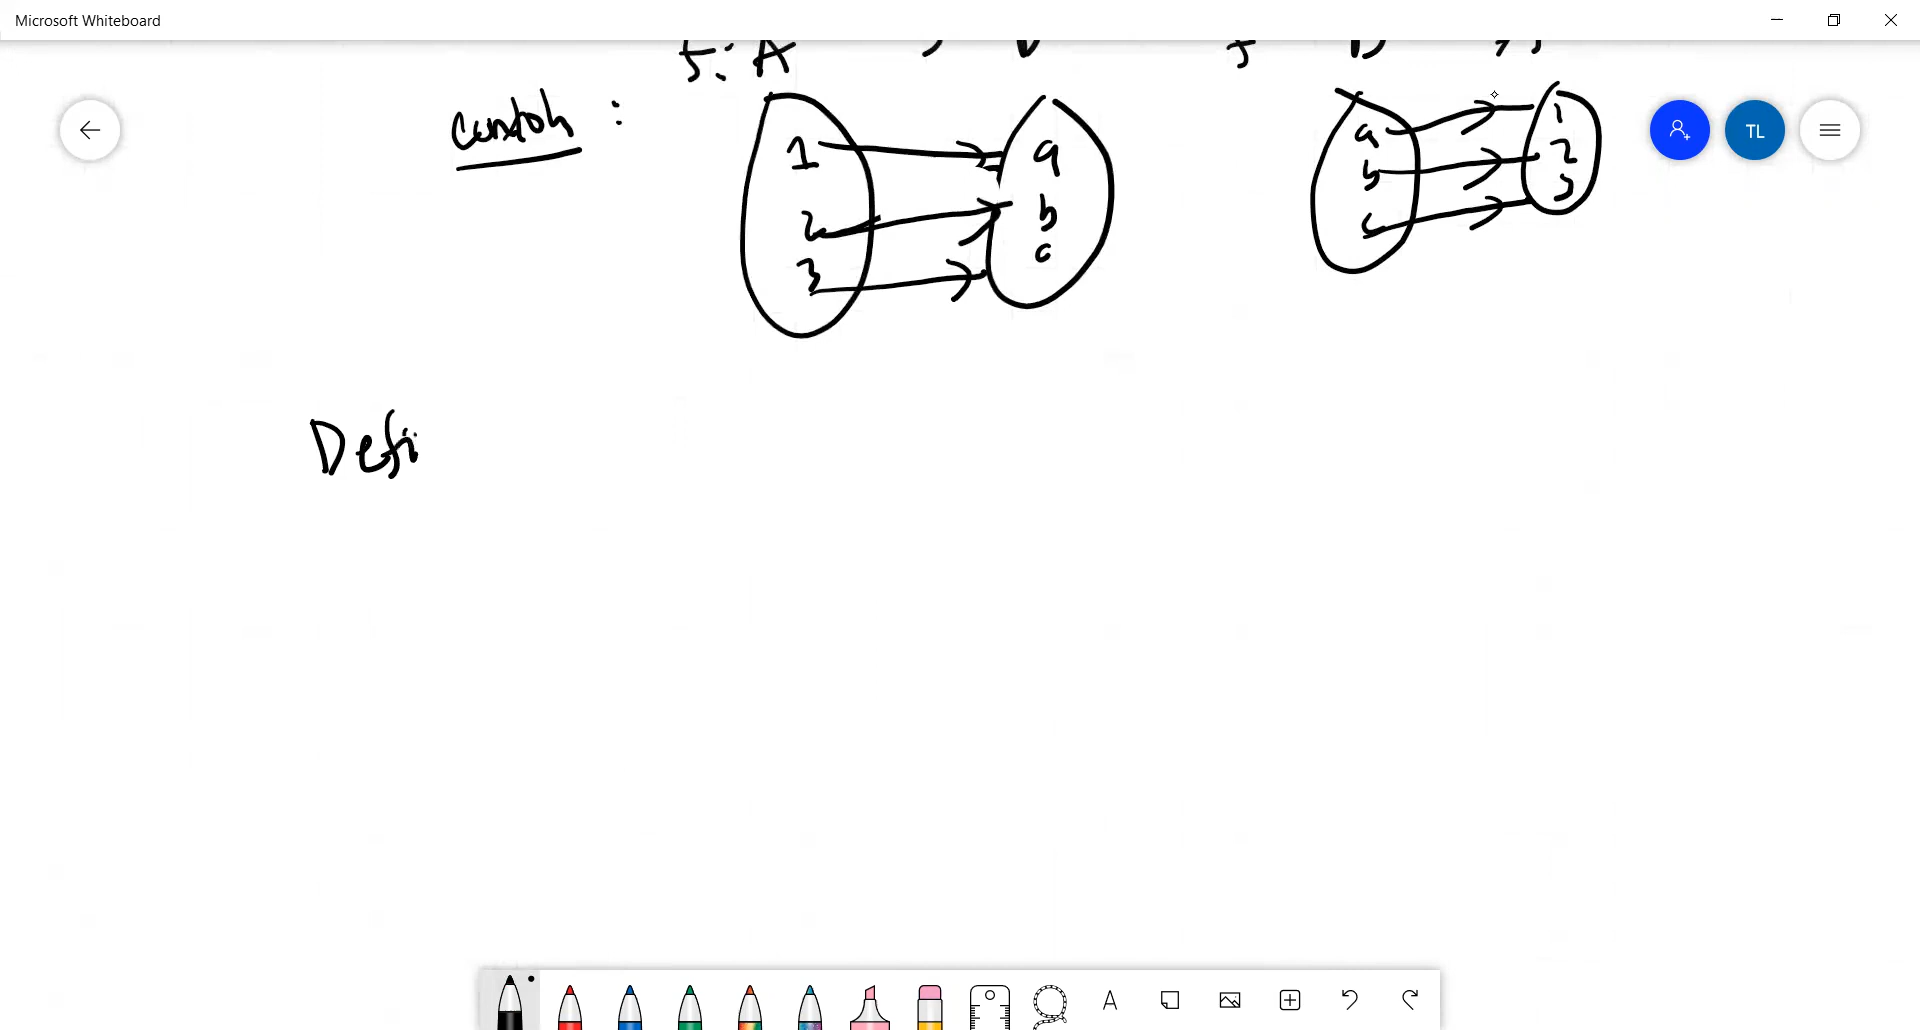 Microsoft Whiteboard
f: A
contoh :
1 a a 1
2 b b 2
3 c c 3
TL
Defi
A